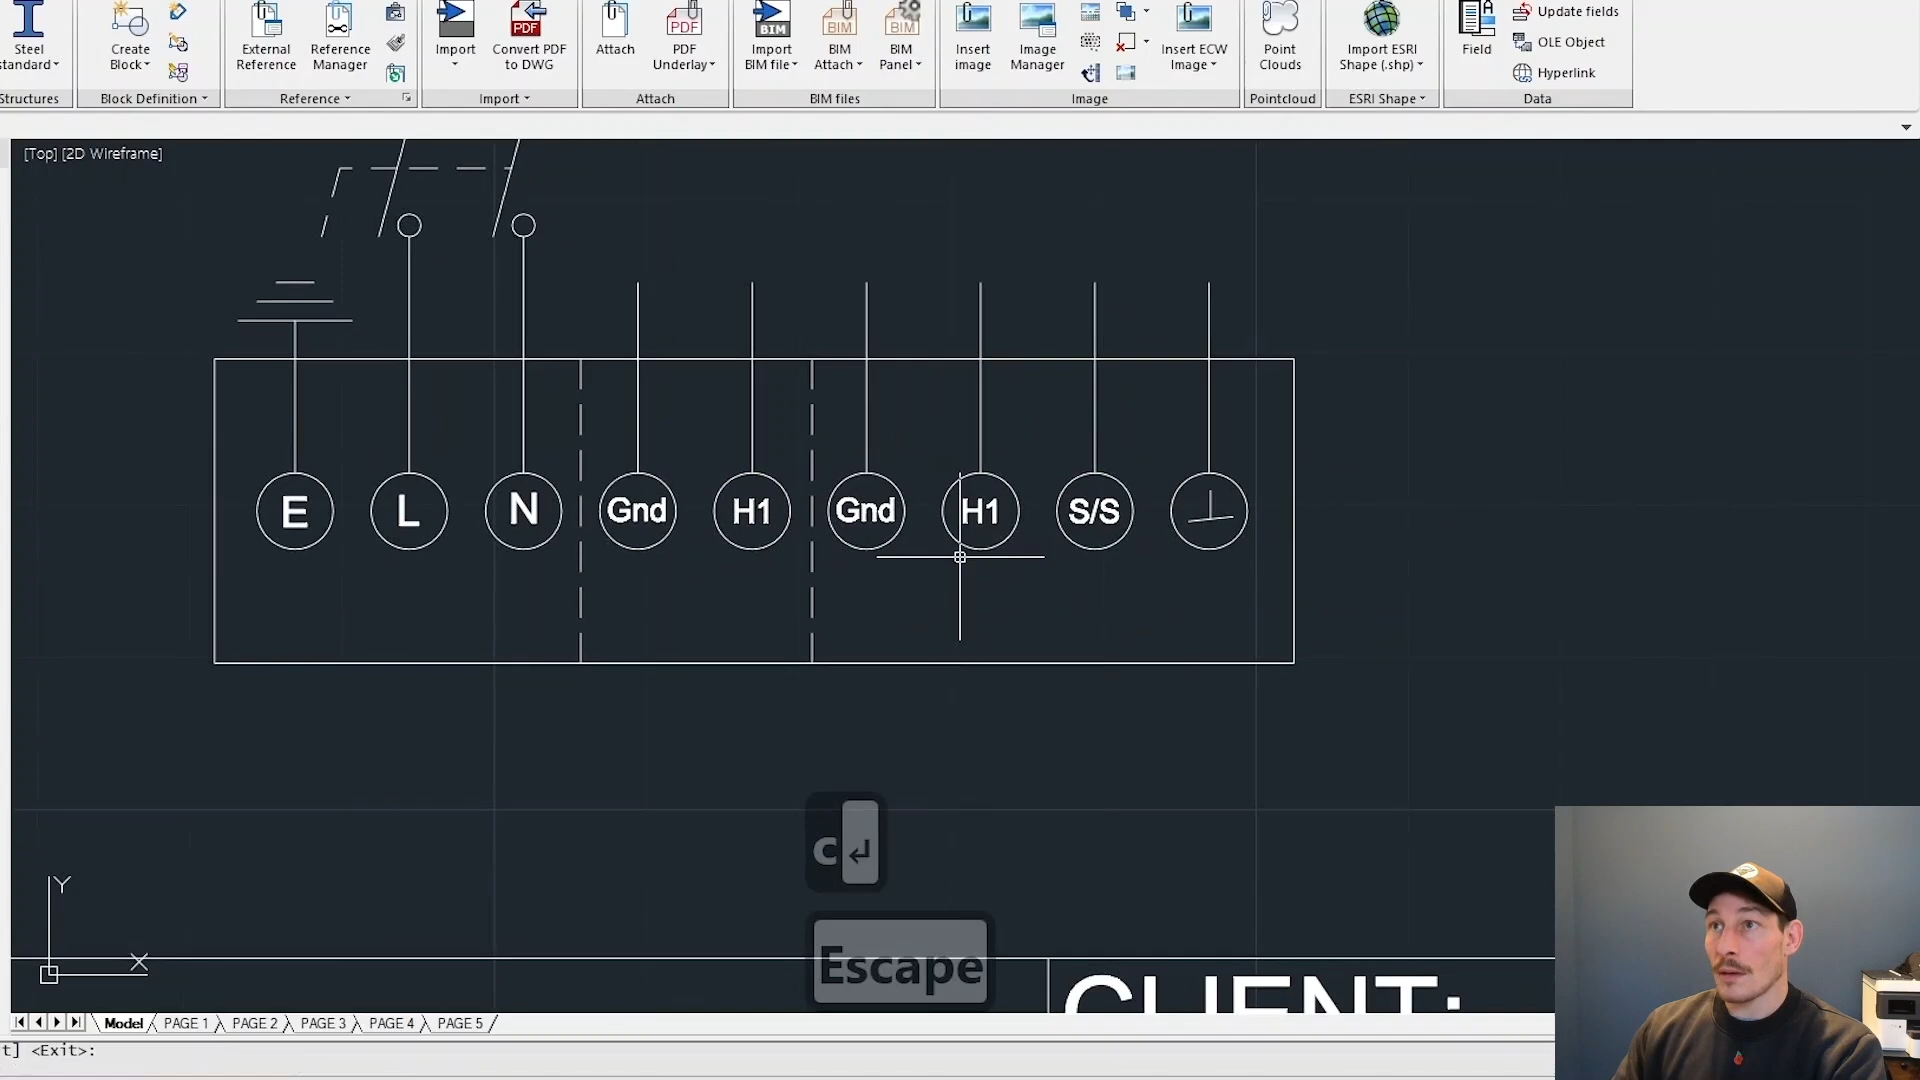 Steel
standard
Create
Block
External
Reference
Reference
Manager
Import
Convert PDF
to DWG
Attach
PDF
Underlay
Import
BIM file
BIM
Attach
BIM
Panel
Insert
image
Image
Manager
Insert ECW
Image
Point
Clouds
Import ESRI
Shape (.shp)
Field
Update fields
OLE Object
Hyperlink
Structures
Block Definition
Reference
Import
Attach
BIM files
Image
Pointcloud
ESRI Shape
Data
[Top] [2D Wireframe]
E L N Gnd H1 Gnd H1 S/S
c ↵
Escape
Y
X
CLIENT:
Model PAGE 1 PAGE 2 PAGE 3 PAGE 4 PAGE 5
t] <Exit>: